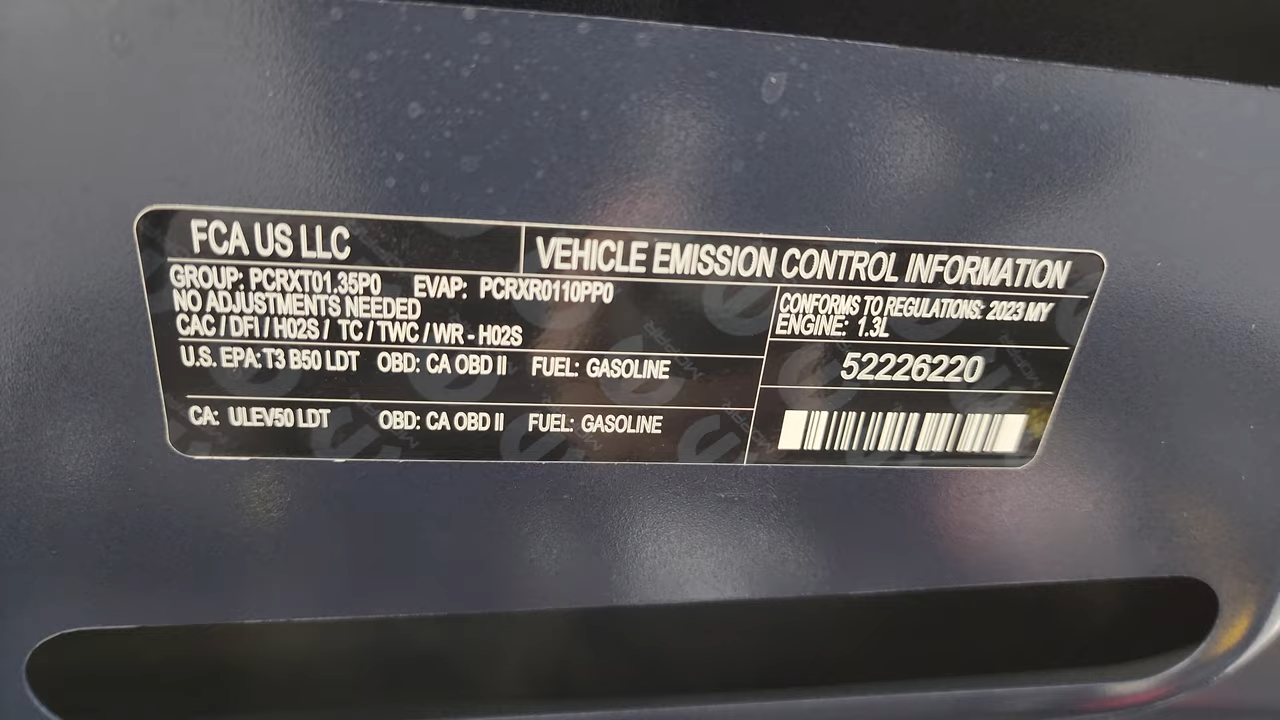 FCA US LLC
VEHICLE EMISSION CONTROL INFORMATION
GROUP: PCRXT01.35P0 EVAP: PCRXR0110PP0
NO ADJUSTMENTS NEEDED
CAC / DFI / H02S / TC / TWC / WR - H02S
CONFORMS TO REGULATIONS: 2023 MY
ENGINE: 1.3L
U.S. EPA: T3 B50 LDT OBD: CA OBD II FUEL: GASOLINE
52226220
CA: ULEV50 LDT OBD: CA OBD II FUEL: GASOLINE